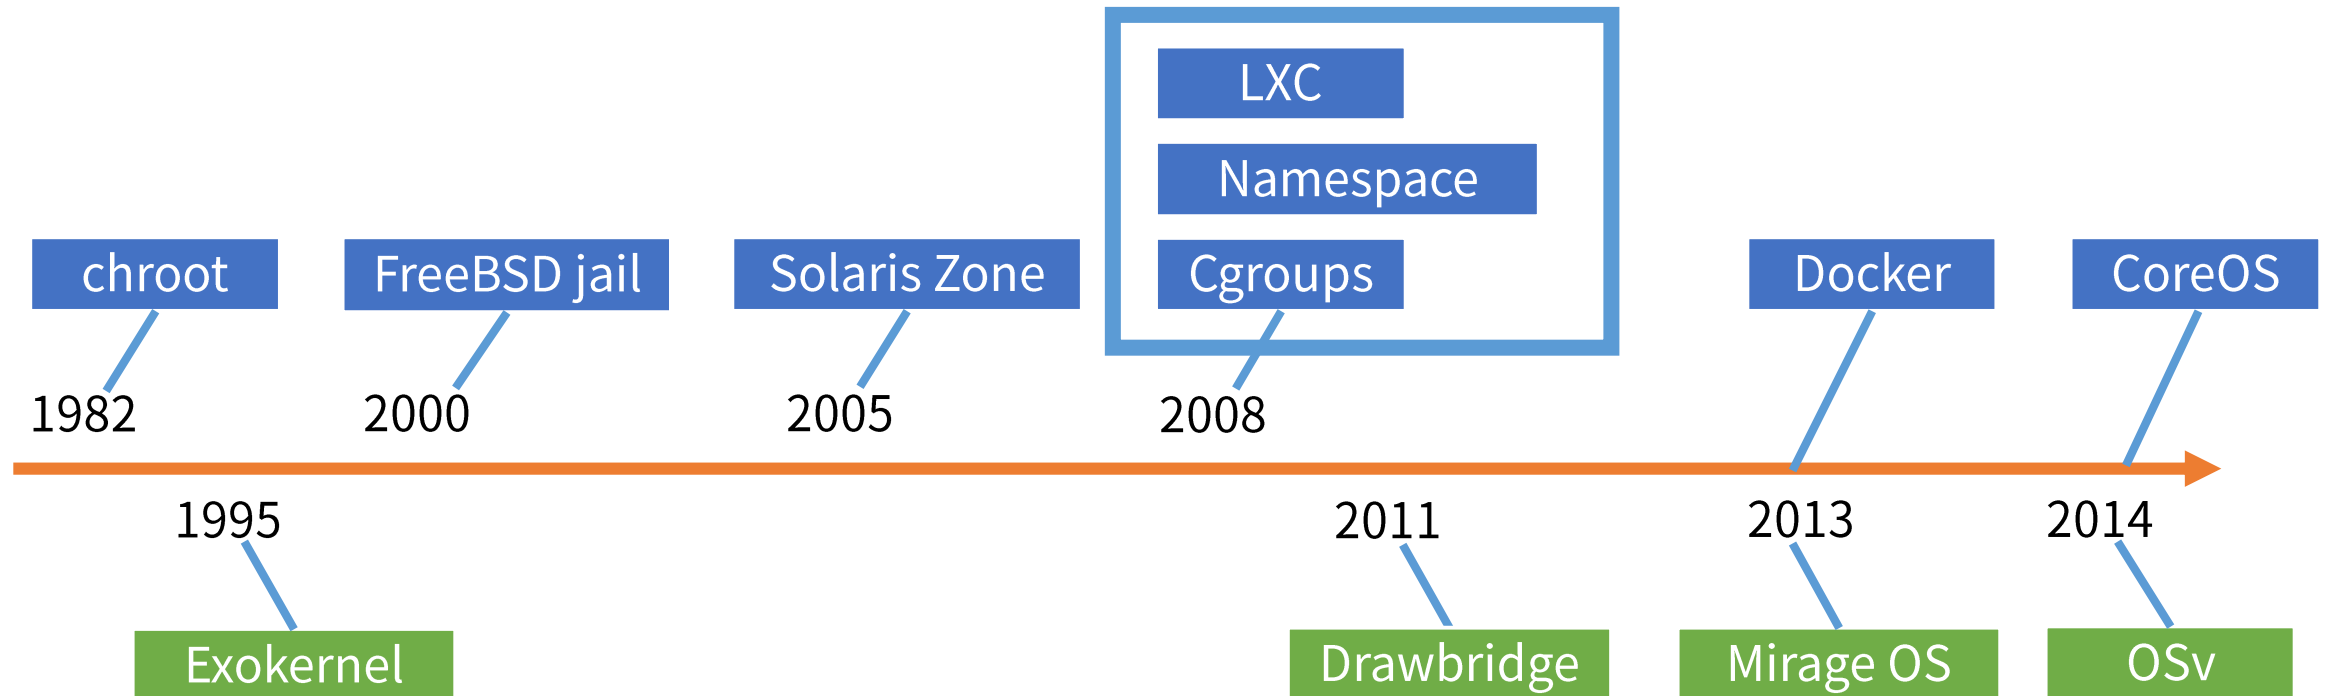 LXC
Namespace
chroot
FreeBSD jail
Solaris Zone
Cgroups
Docker
CoreOS
1982
2000
2005
2008
1995
2011
2013
2014
Exokernel
Drawbridge
Mirage OS
OSv